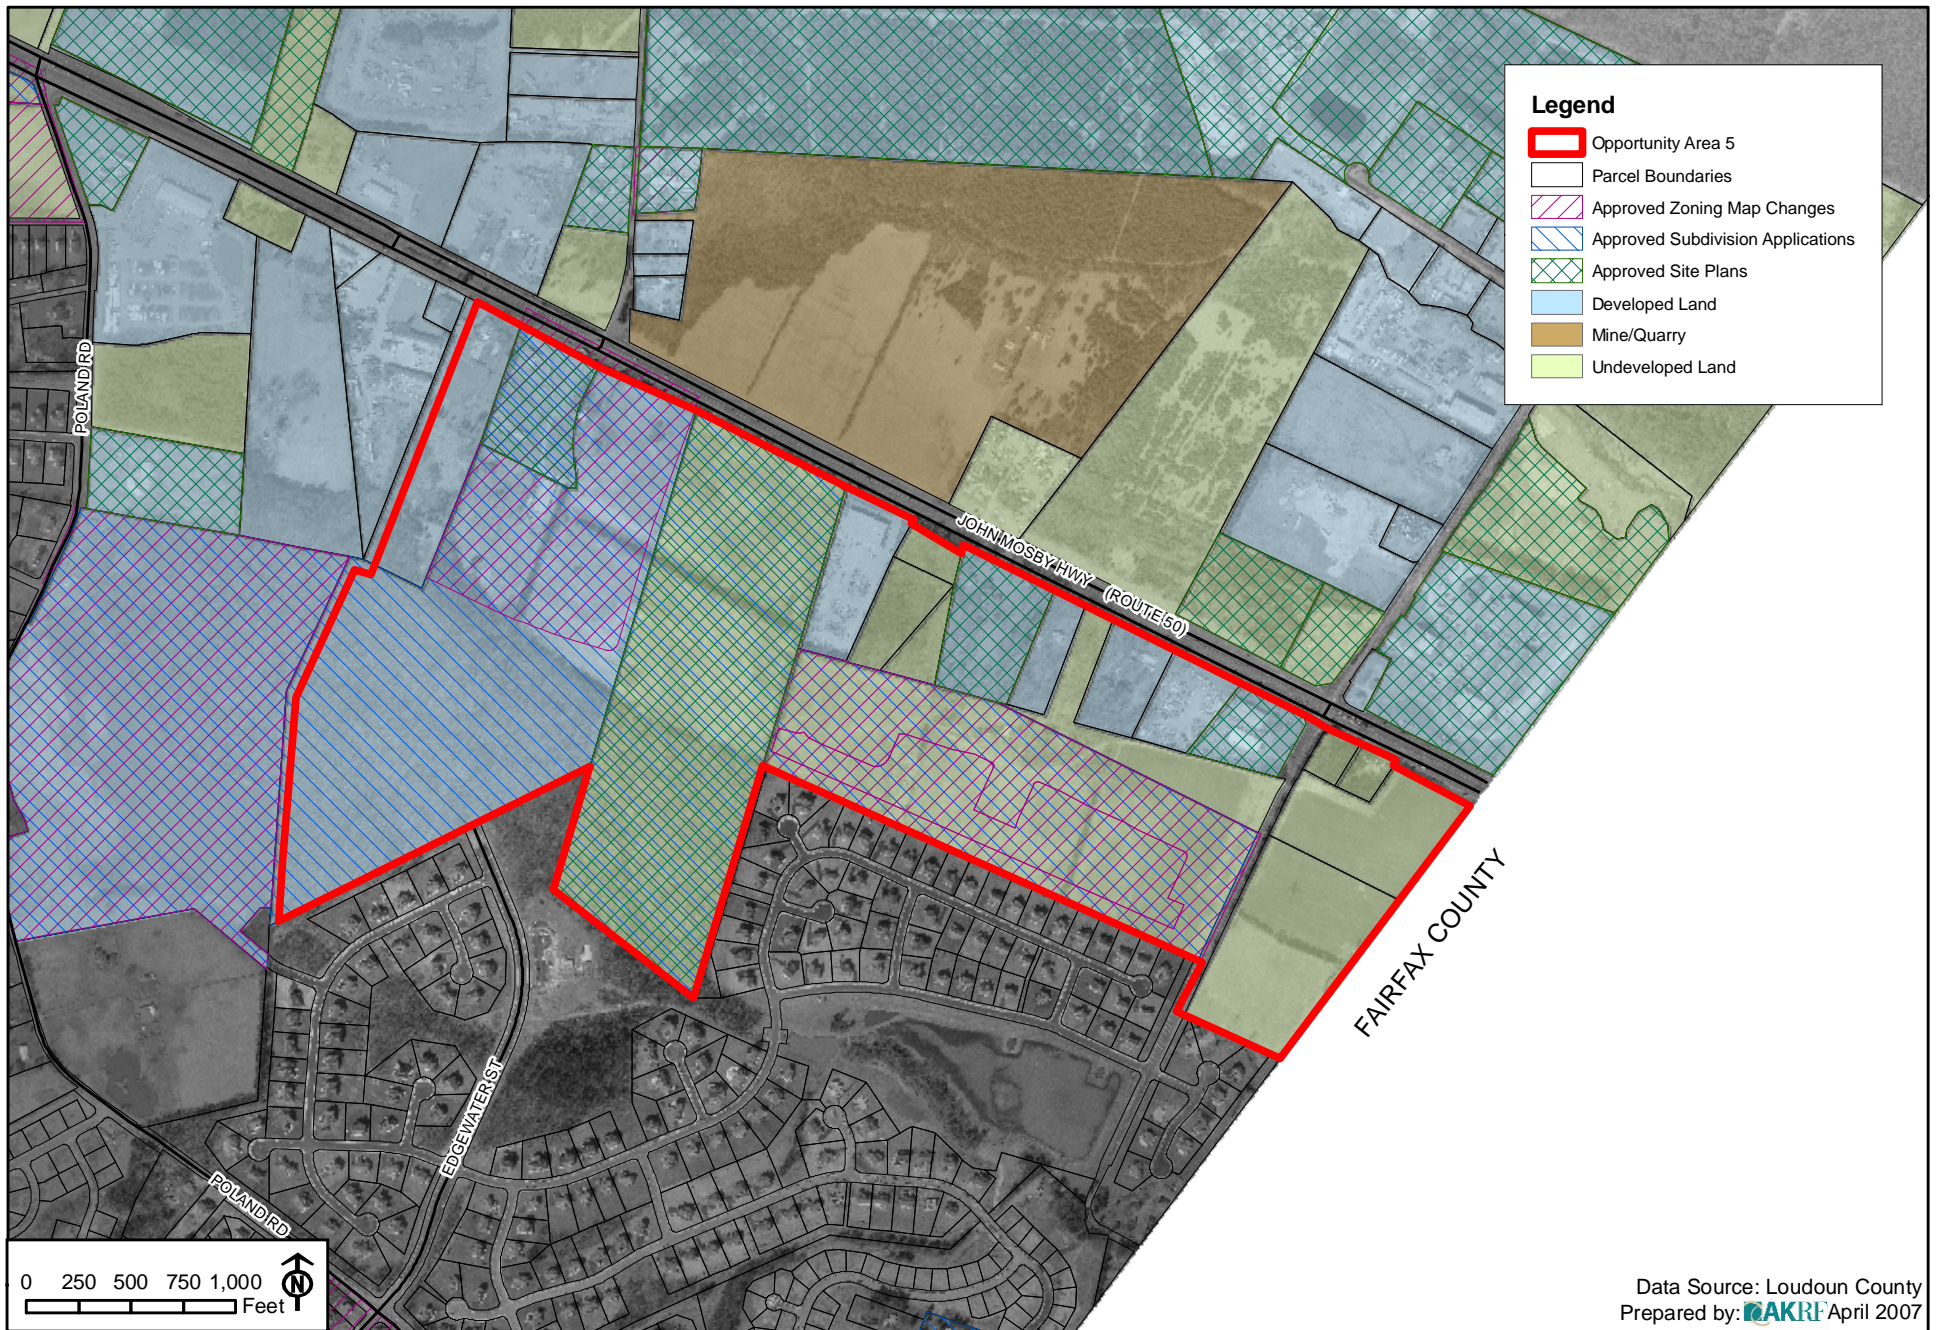 Legend
Opportunity Area 5
Parcel Boundaries
Approved Zoning Map Changes
Approved Subdivision Applications
Approved Site Plans
Developed Land
Mine/Quarry
Undeveloped Land
POLAND RD
JOHN MOSBY HWY (ROUTE 50)
FAIRFAX COUNTY
EDGEWATER ST
POLAND RD
0 250 500 750 1,000
Feet
N
Data Source: Loudoun County
Prepared by: AKRF April 2007